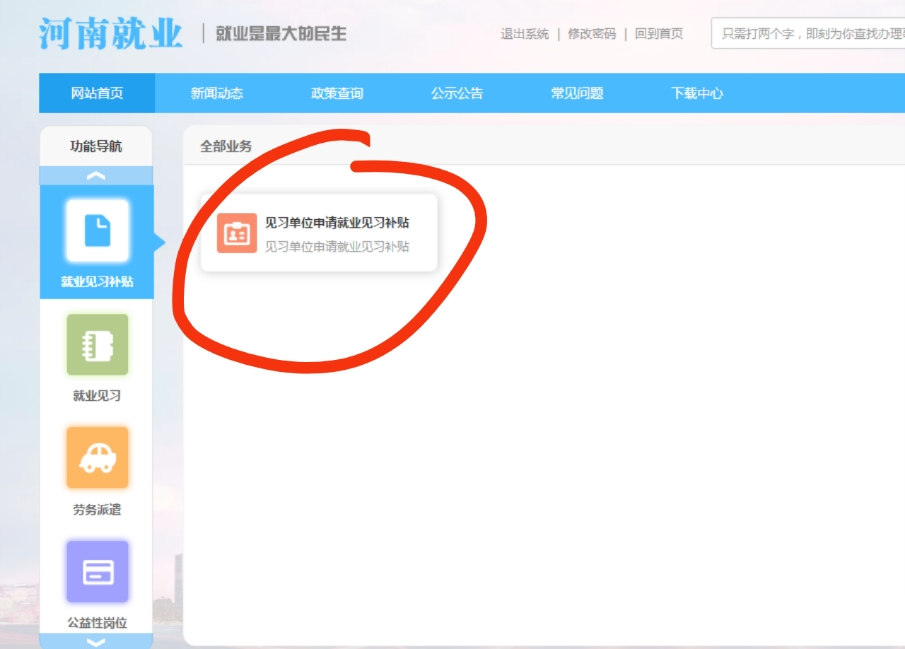 河南就业 就业是最大的民生 退出系统 | 修改密码 | 回到首页 只需打两个字，即刻为你查找办理
网站首页 新闻动态 政策查询 公示公告 常见问题 下载中心
功能导航 全部业务
见习单位申请就业见习补贴
见习单位申请就业见习补贴
就业见习补贴
就业见习
劳务派遣
公益性岗位